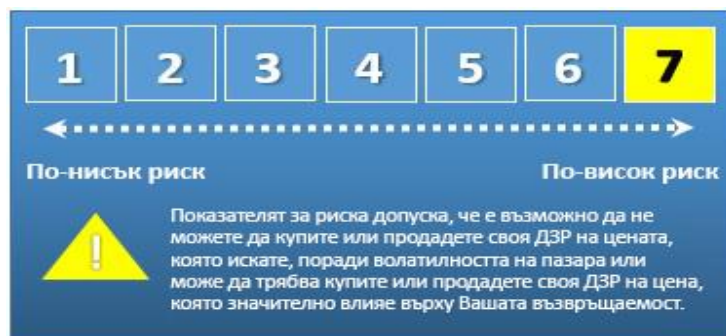 1 2 3 4 5 6 7
По-нисък риск По-висок риск
!
Показателят за риска допуска, че е възможно да не
можете да купите или продадете своя ДЗР на цената,
която искате, поради волатилността на пазара или
може да трябва купите или продадете своя ДЗР на цена,
която значително влияе върху Вашата възвръщаемост.